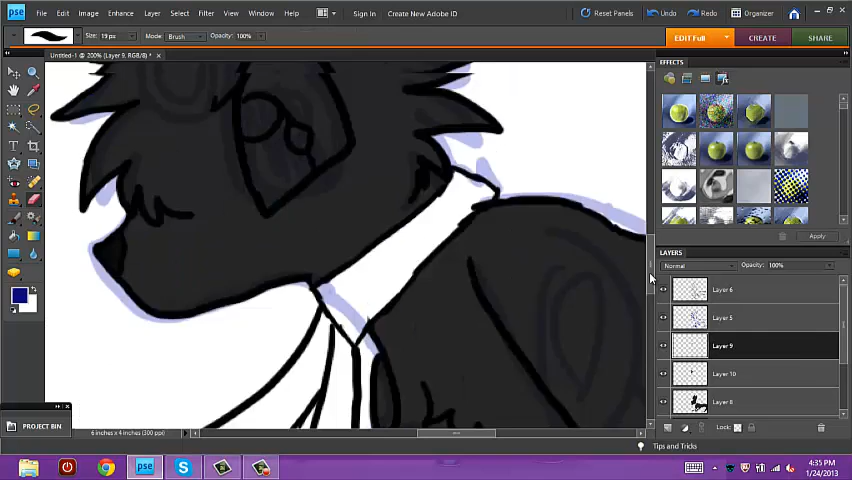 pse File Edit Image Enhance Layer Select Filter View Window Help Sign In Create New Adobe ID Reset Panels Undo Redo Organizer
Size: 19 px Mode: Brush Opacity: 100% EDIT Full CREATE SHARE
Untitled-1 @ 200% (Layer 9, RGB/8) *
EFFECTS
Apply
LAYERS
Normal Opacity: 100%
Layer 6
Layer 5
Layer 9
Layer 10
Layer 8
PROJECT BIN
6 inches x 4 inches (300 ppi)
Lock:
Tips and Tricks
pse
4:35 PM
1/24/2013